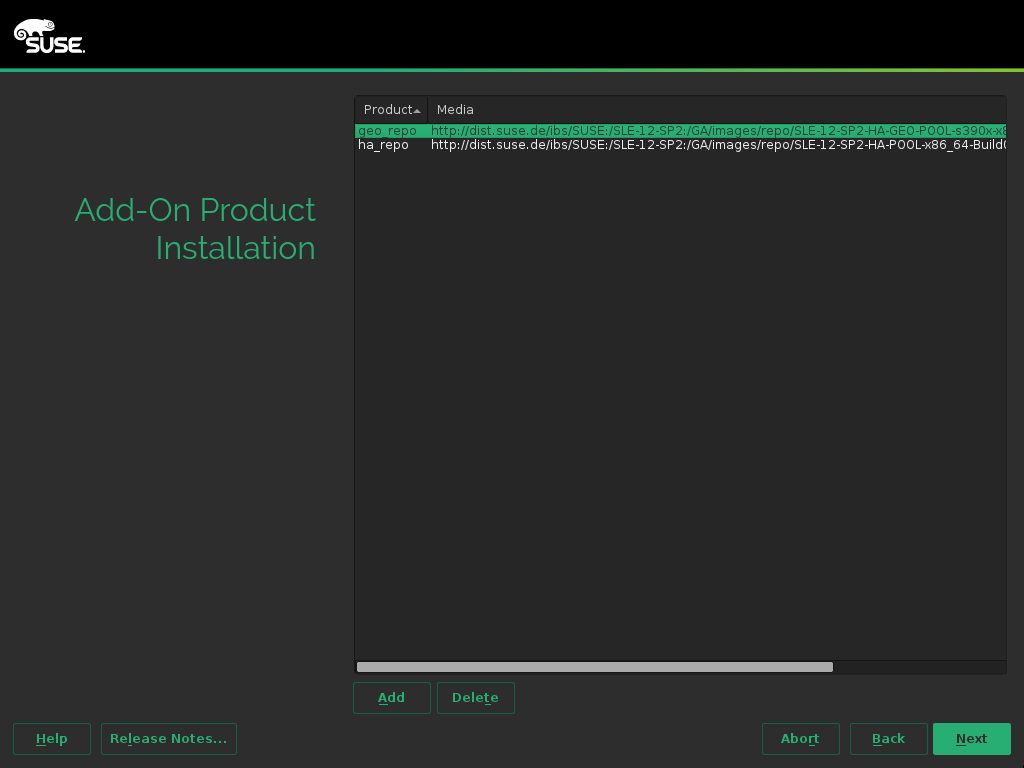 SUSE.
Product Media
geo_repo http://dist.suse.de/ibs/SUSE:/SLE-12-SP2:/GA/images/repo/SLE-12-SP2-HA-GEO-POOL-s390x-x8
ha_repo http://dist.suse.de/ibs/SUSE:/SLE-12-SP2:/GA/images/repo/SLE-12-SP2-HA-POOL-x86_64-Build0
Add-On Product
Installation
Add Delete
Help Release Notes... Abort Back Next